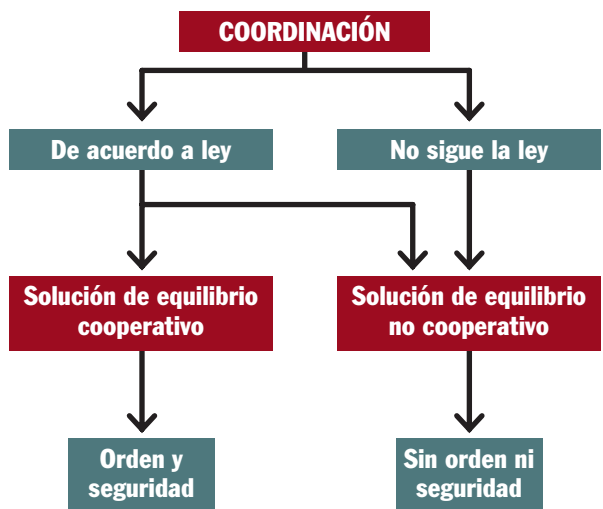 COORDINACIÓN
De acuerdo a ley
No sigue la ley
Solución de equilibrio
cooperativo
Solución de equilibrio
no cooperativo
Orden y
seguridad
Sin orden ni
seguridad